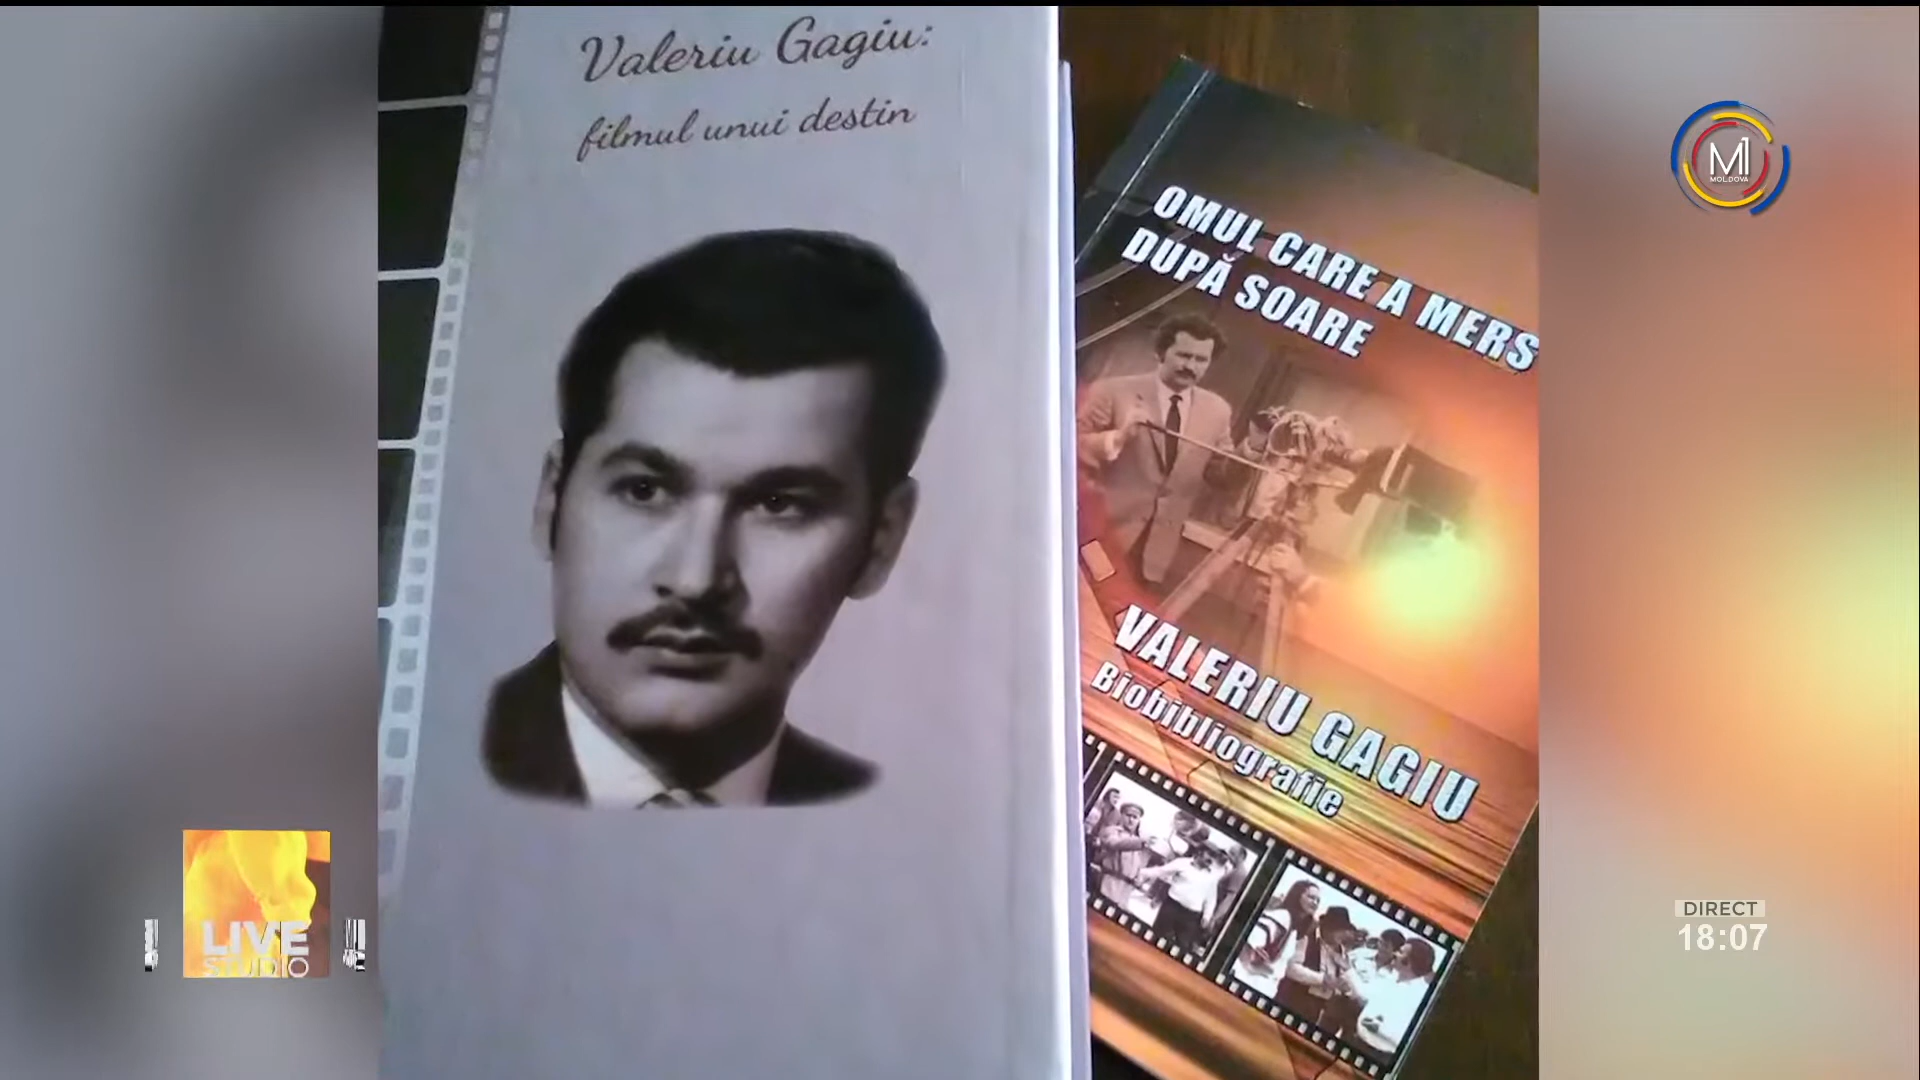 Valeriu Gagiu:
filmul unui destin
OMUL CARE A MERS
DUPĂ SOARE
VALERIU GAGIU
Biobibliografie
M1
MOLDOVA
LIVE
STUDIO
DIRECT
18:07